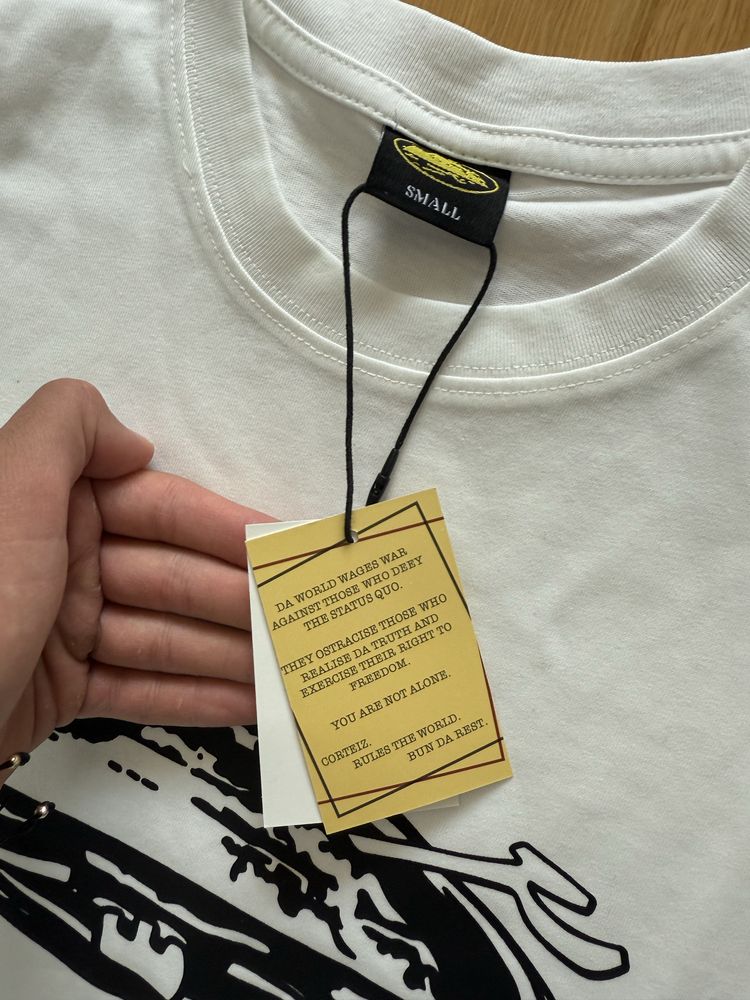 SMALL
DA WORLD WAGES WAR
AGAINST THOSE WHO DEFY
THE STATUS QUO.
THEY OSTRACISE THOSE WHO
REALISE DA TRUTH AND
EXERCISE THEIR RIGHT TO
FREEDOM.
YOU ARE NOT ALONE.
CORTEIZ.
RULES THE WORLD.
BUN DA REST.